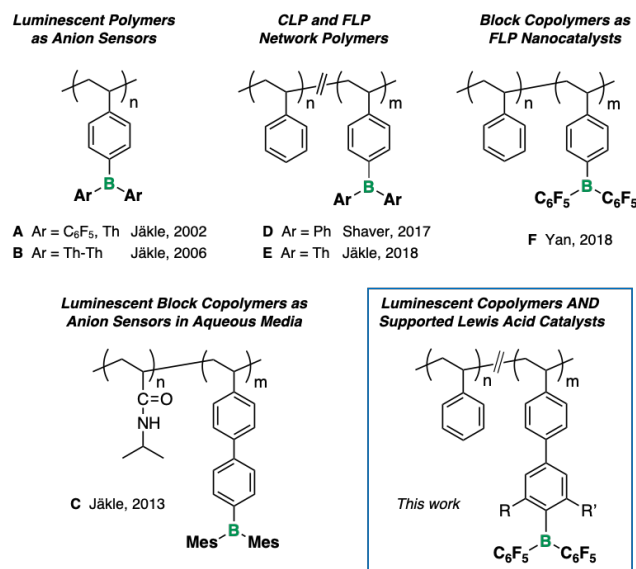 Luminescent Polymers
as Anion Sensors
CLP and FLP
Network Polymers
Block Copolymers as
FLP Nanocatalysts
n
n
m
n
m
B
Ar
Ar
B
Ar
Ar
B
C₆F₅
C₆F₅
A Ar = C₆F₅, Th Jäkle, 2002
B Ar = Th-Th Jäkle, 2006
D Ar = Ph Shaver, 2017
E Ar = Th Jäkle, 2018
F Yan, 2018
Luminescent Block Copolymers as
Anion Sensors in Aqueous Media
n
m
C=O
NH
B
Mes
Mes
C Jäkle, 2013
Luminescent Copolymers AND
Supported Lewis Acid Catalysts
n
m
This work
R
R'
B
C₆F₅
C₆F₅